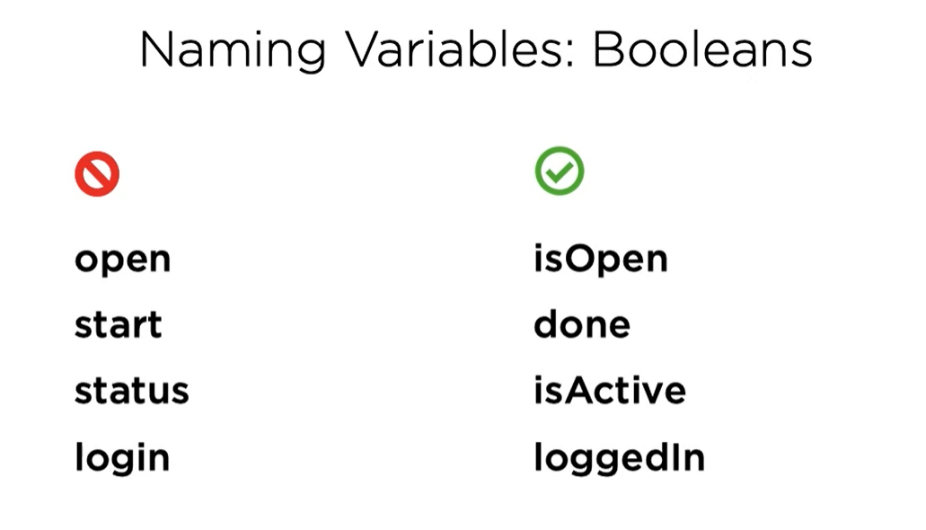 Naming Variables: Booleans
open
start
status
login
isOpen
done
isActive
loggedIn